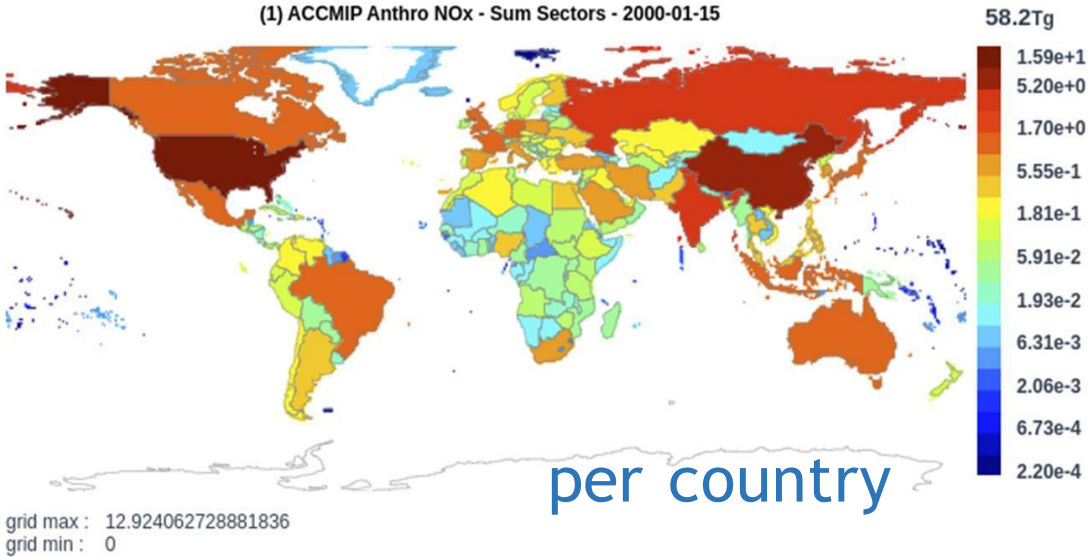 (1) ACCMIP Anthro NOx - Sum Sectors - 2000-01-15
58.2Tg
1.59e+1
5.20e+0
1.70e+0
5.55e-1
1.81e-1
5.91e-2
1.93e-2
6.31e-3
2.06e-3
6.73e-4
2.20e-4
per country
grid max : 12.924062728881836
grid min : 0